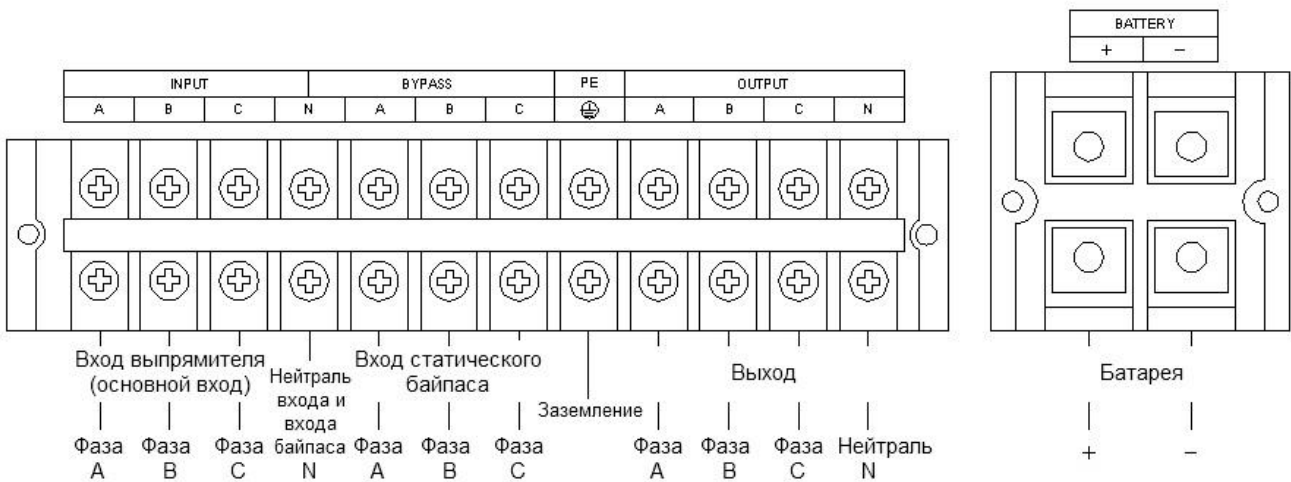 BATTERY
+ −
INPUT BYPASS PE OUTPUT
A B C N A B C A B C N
Вход выпрямителя
(основной вход)
Нейтраль
входа и
входа
байпаса
N
Вход статического
байпаса
Заземление
Выход
Батарея
Фаза Фаза Фаза Фаза Фаза Фаза Фаза Фаза Фаза Нейтраль
A B C A B C A B C N
+ −